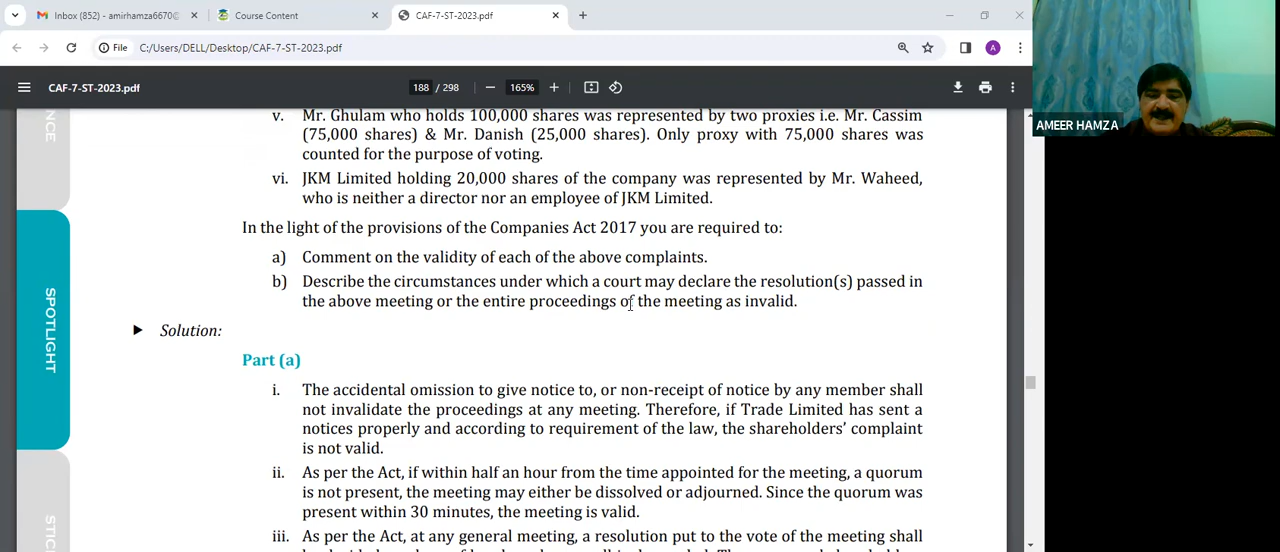 Inbox (852) - amirhamza6670@
Course Content
CAF-7-ST-2023.pdf
File C:/Users/DELL/Desktop/CAF-7-ST-2023.pdf
A
CAF-7-ST-2023.pdf
188 / 298
165%
AMEER HAMZA
NCE
SPOTLIGHT
STIC
v. Mr. Ghulam who holds 100,000 shares was represented by two proxies i.e. Mr. Cassim
(75,000 shares) & Mr. Danish (25,000 shares). Only proxy with 75,000 shares was
counted for the purpose of voting.
vi. JKM Limited holding 20,000 shares of the company was represented by Mr. Waheed,
who is neither a director nor an employee of JKM Limited.
In the light of the provisions of the Companies Act 2017 you are required to:
a) Comment on the validity of each of the above complaints.
b) Describe the circumstances under which a court may declare the resolution(s) passed in
the above meeting or the entire proceedings of the meeting as invalid.
Solution:
Part (a)
i. The accidental omission to give notice to, or non-receipt of notice by any member shall
not invalidate the proceedings at any meeting. Therefore, if Trade Limited has sent a
notices properly and according to requirement of the law, the shareholders' complaint
is not valid.
ii. As per the Act, if within half an hour from the time appointed for the meeting, a quorum
is not present, the meeting may either be dissolved or adjourned. Since the quorum was
present within 30 minutes, the meeting is valid.
iii. As per the Act, at any general meeting, a resolution put to the vote of the meeting shall